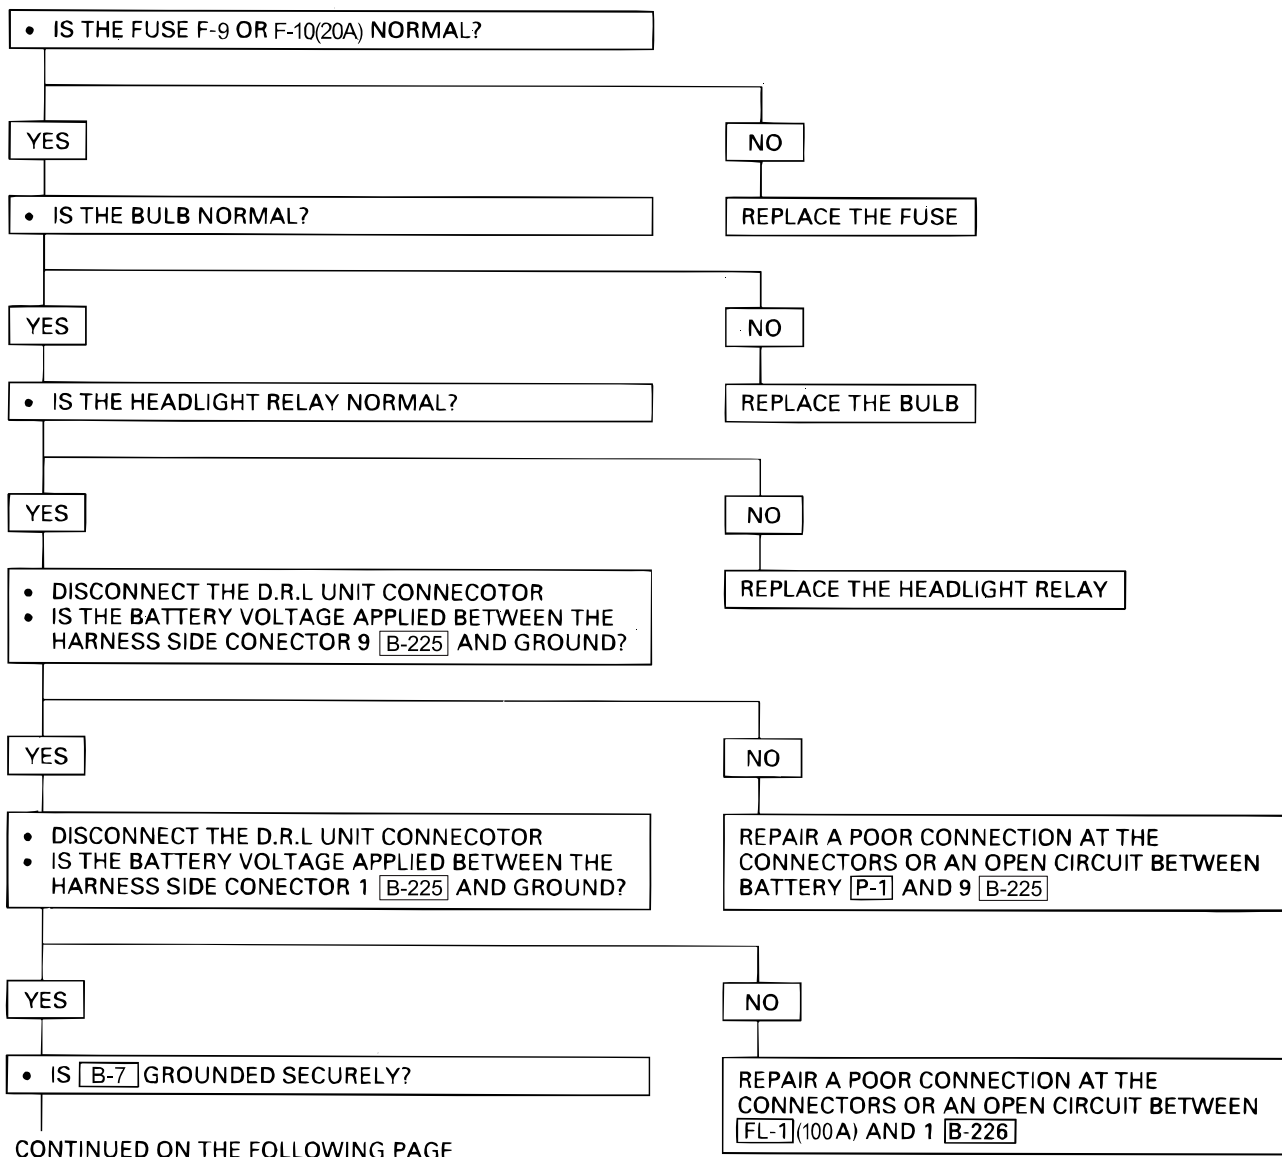 • IS THE FUSE F-9 OR F-10(20A) NORMAL?
YES
NO
• IS THE BULB NORMAL?
REPLACE THE FUSE
YES
NO
• IS THE HEADLIGHT RELAY NORMAL?
REPLACE THE BULB
YES
NO
• DISCONNECT THE D.R.L UNIT CONNECOTOR
• IS THE BATTERY VOLTAGE APPLIED BETWEEN THE
HARNESS SIDE CONECTOR 9 B-225 AND GROUND?
REPLACE THE HEADLIGHT RELAY
YES
NO
• DISCONNECT THE D.R.L UNIT CONNECOTOR
• IS THE BATTERY VOLTAGE APPLIED BETWEEN THE
HARNESS SIDE CONECTOR 1 B-225 AND GROUND?
REPAIR A POOR CONNECTION AT THE
CONNECTORS OR AN OPEN CIRCUIT BETWEEN
BATTERY P-1 AND 9 B-225
YES
NO
• IS B-7 GROUNDED SECURELY?
REPAIR A POOR CONNECTION AT THE
CONNECTORS OR AN OPEN CIRCUIT BETWEEN
FL-1 (100A) AND 1 B-226
CONTINUED ON THE FOLLOWING PAGE